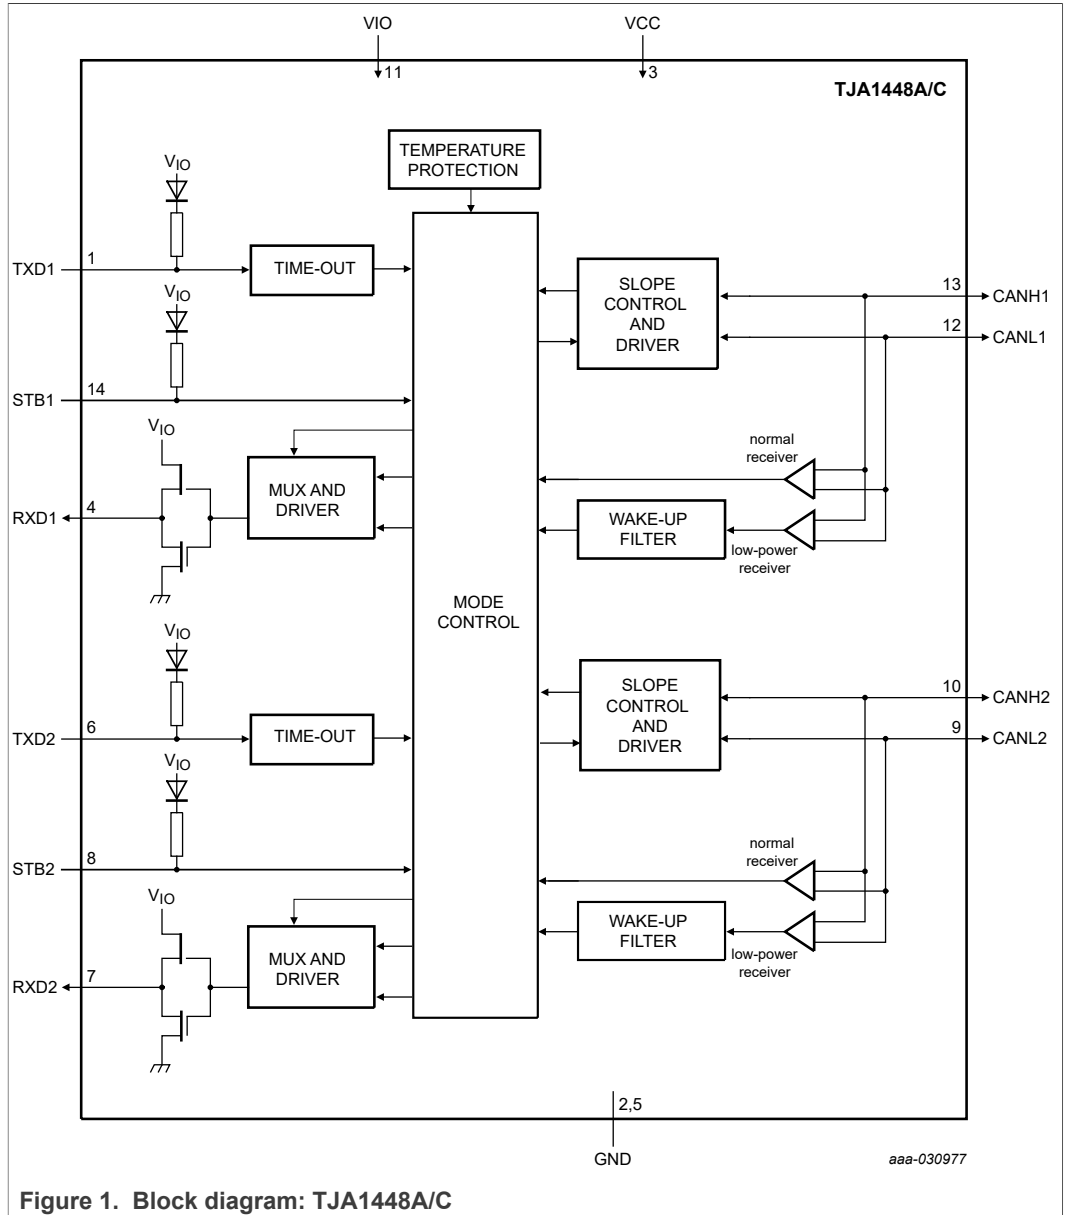 VIO
VCC
11
3
TJA1448A/C
TEMPERATURE
PROTECTION
VIO
TXD1
1
TIME-OUT
SLOPE
CONTROL
AND
DRIVER
13
CANH1
12
CANL1
VIO
STB1
14
VIO
RXD1
4
MUX AND
DRIVER
normal
receiver
WAKE-UP
FILTER
low-power
receiver
MODE
CONTROL
VIO
TXD2
6
TIME-OUT
SLOPE
CONTROL
AND
DRIVER
10
CANH2
9
CANL2
VIO
STB2
8
VIO
RXD2
7
MUX AND
DRIVER
normal
receiver
WAKE-UP
FILTER
low-power
receiver
2,5
GND
aaa-030977
Figure 1. Block diagram: TJA1448A/C